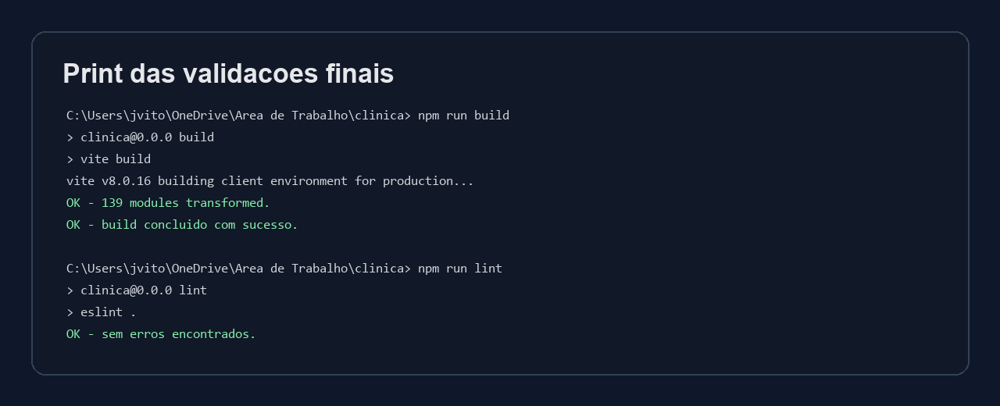 Print das validacoes finais
C:\Users\jvito\OneDrive\Area de Trabalho\clinica> npm run build
> clinica@0.0.0 build
> vite build
vite v8.0.16 building client environment for production...
OK - 139 modules transformed.
OK - build concluido com sucesso.
C:\Users\jvito\OneDrive\Area de Trabalho\clinica> npm run lint
> clinica@0.0.0 lint
> eslint .
OK - sem erros encontrados.